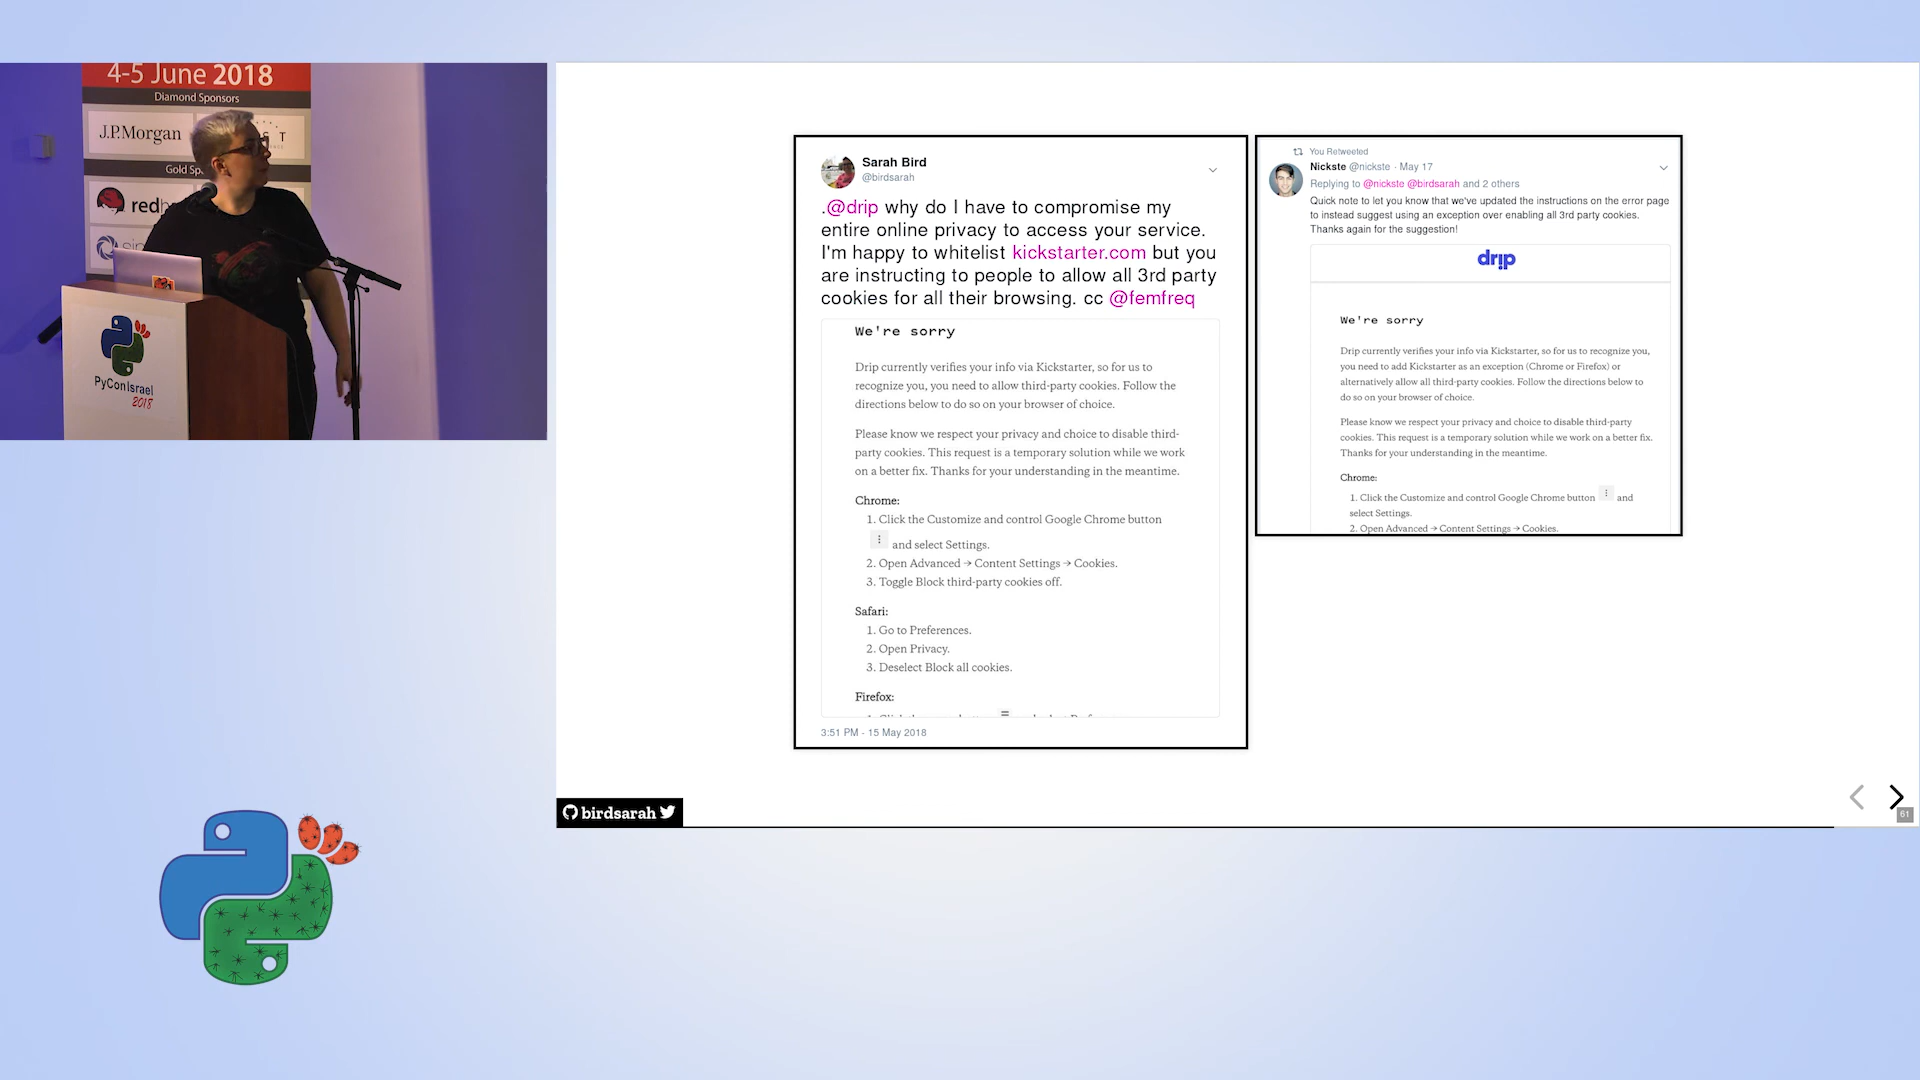 4-5 June 2018
Diamond Sponsors
J.P.Morgan
S T
Gold Sp
red
PyConIsrael
2018
Sarah Bird
@birdsarah
.@drip why do I have to compromise my
entire online privacy to access your service.
I'm happy to whitelist kickstarter.com but you
are instructing to people to allow all 3rd party
cookies for all their browsing. cc @femfreq
We're sorry
Drip currently verifies your info via Kickstarter, so for us to
recognize you, you need to allow third-party cookies. Follow the
directions below to do so on your browser of choice.
Please know we respect your privacy and choice to disable third-
party cookies. This request is a temporary solution while we work
on a better fix. Thanks for your understanding in the meantime.
Chrome:
1. Click the Customize and control Google Chrome button
and select Settings.
2. Open Advanced → Content Settings → Cookies.
3. Toggle Block third-party cookies off.
Safari:
1. Go to Preferences.
2. Open Privacy.
3. Deselect Block all cookies.
Firefox:
3:51 PM - 15 May 2018
You Retweeted
Nickste @nickste · May 17
Replying to @nickste @birdsarah and 2 others
Quick note to let you know that we've updated the instructions on the error page
to instead suggest using an exception over enabling all 3rd party cookies.
Thanks again for the suggestion!
drip
We're sorry
Drip currently verifies your info via Kickstarter, so for us to recognize you,
you need to add Kickstarter as an exception (Chrome or Firefox) or
alternatively allow all third-party cookies. Follow the directions below to
do so on your browser of choice.
Please know we respect your privacy and choice to disable third-party
cookies. This request is a temporary solution while we work on a better fix.
Thanks for your understanding in the meantime.
Chrome:
1. Click the Customize and control Google Chrome button and
select Settings.
2. Open Advanced → Content Settings → Cookies.
birdsarah
61